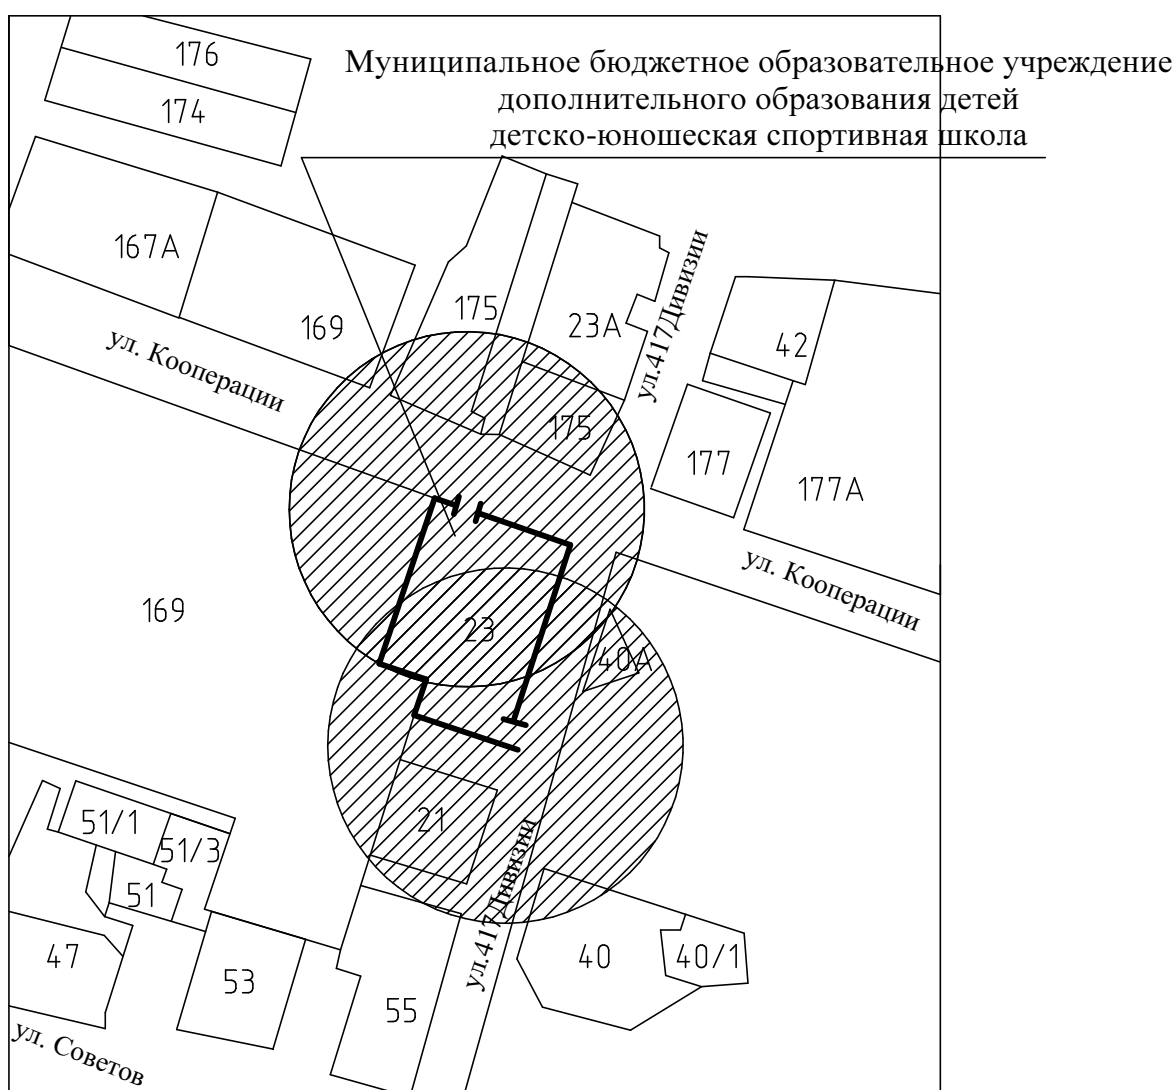 176
Муниципальное бюджетное образовательное учреждение
174
дополнительного образования детей
детско-юношеская спортивная школа
167А
169
175
23А
ул.417Дивизии
42
ул. Кооперации
175
177
177А
ул. Кооперации
169
23
40А
51/1
51/3
21
51
ул.417Дивизии
47
53
55
40
40/1
ул. Советов